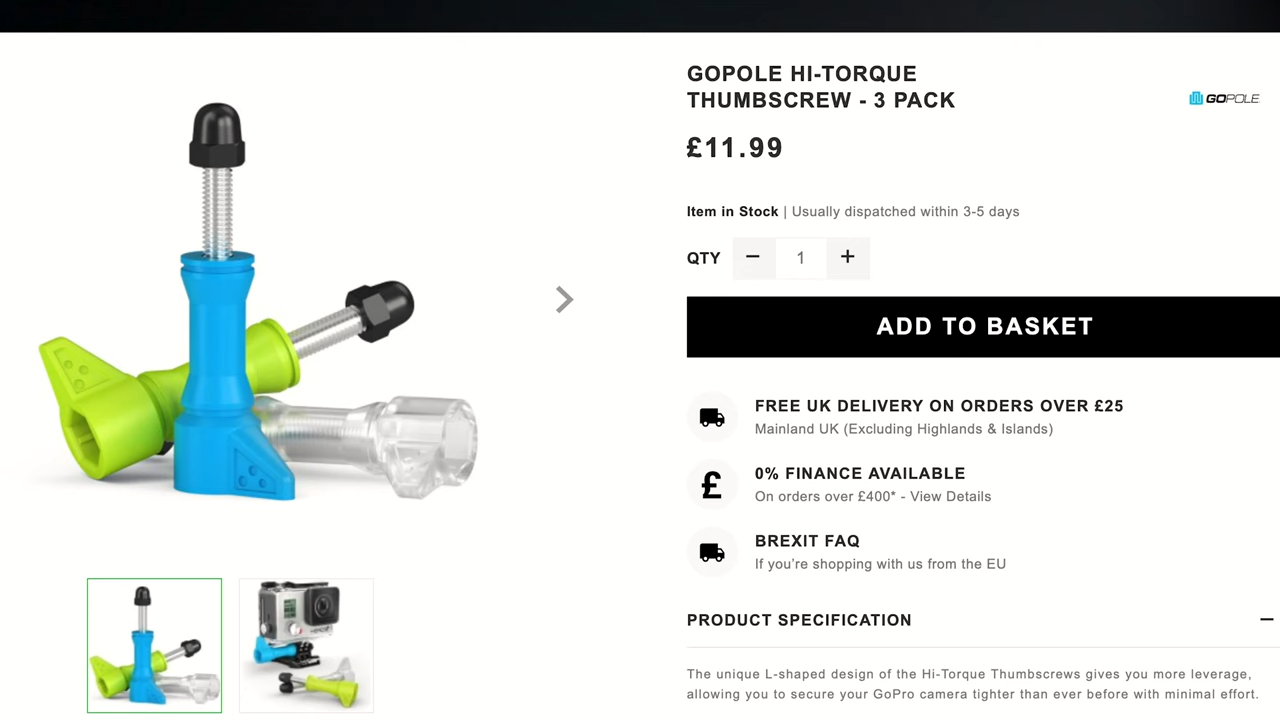 GOPOLE HI-TORQUE
THUMBSCREW - 3 PACK
GOPOLE
£11.99
Item in Stock | Usually dispatched within 3-5 days
QTY − 1 +
ADD TO BASKET
FREE UK DELIVERY ON ORDERS OVER £25
Mainland UK (Excluding Highlands & Islands)
£
0% FINANCE AVAILABLE
On orders over £400* - View Details
BREXIT FAQ
If you're shopping with us from the EU
PRODUCT SPECIFICATION −
The unique L-shaped design of the Hi-Torque Thumbscrews gives you more leverage,
allowing you to secure your GoPro camera tighter than ever before with minimal effort.